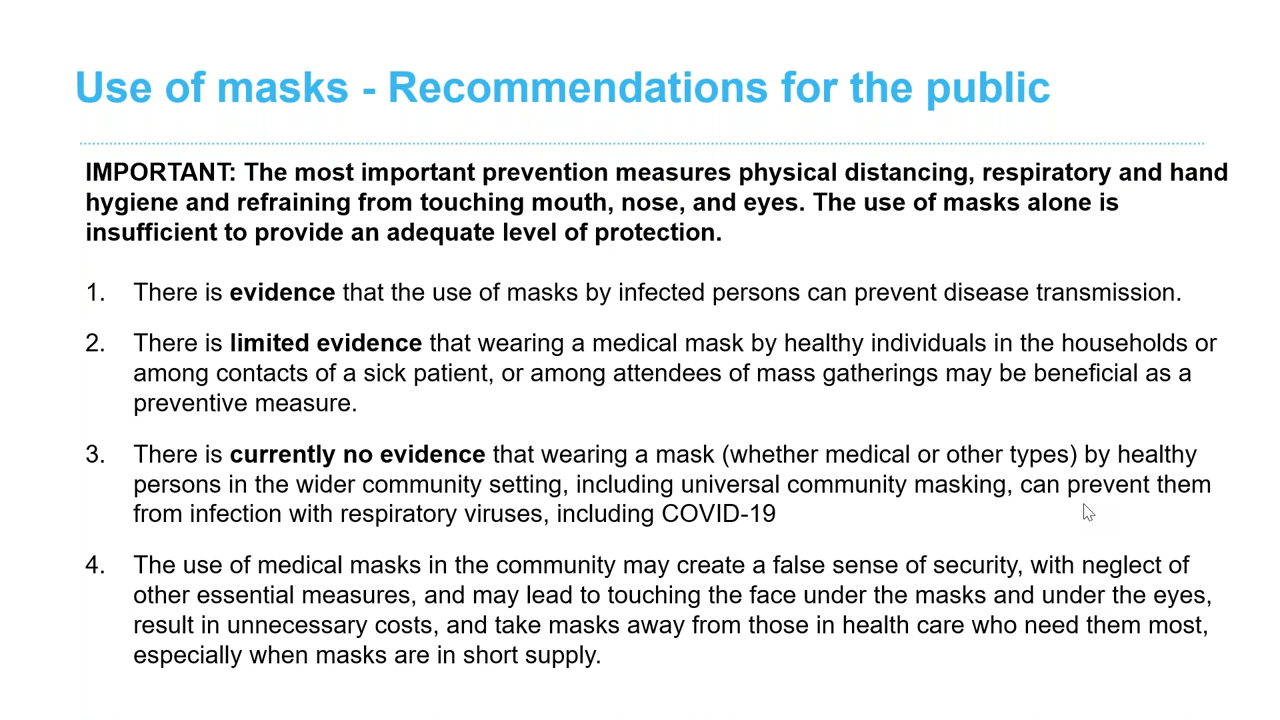 Use of masks - Recommendations for the public
IMPORTANT: The most important prevention measures physical distancing, respiratory and hand
hygiene and refraining from touching mouth, nose, and eyes. The use of masks alone is
insufficient to provide an adequate level of protection.
1. There is evidence that the use of masks by infected persons can prevent disease transmission.
2. There is limited evidence that wearing a medical mask by healthy individuals in the households or
among contacts of a sick patient, or among attendees of mass gatherings may be beneficial as a
preventive measure.
3. There is currently no evidence that wearing a mask (whether medical or other types) by healthy
persons in the wider community setting, including universal community masking, can prevent them
from infection with respiratory viruses, including COVID-19
4. The use of medical masks in the community may create a false sense of security, with neglect of
other essential measures, and may lead to touching the face under the masks and under the eyes,
result in unnecessary costs, and take masks away from those in health care who need them most,
especially when masks are in short supply.